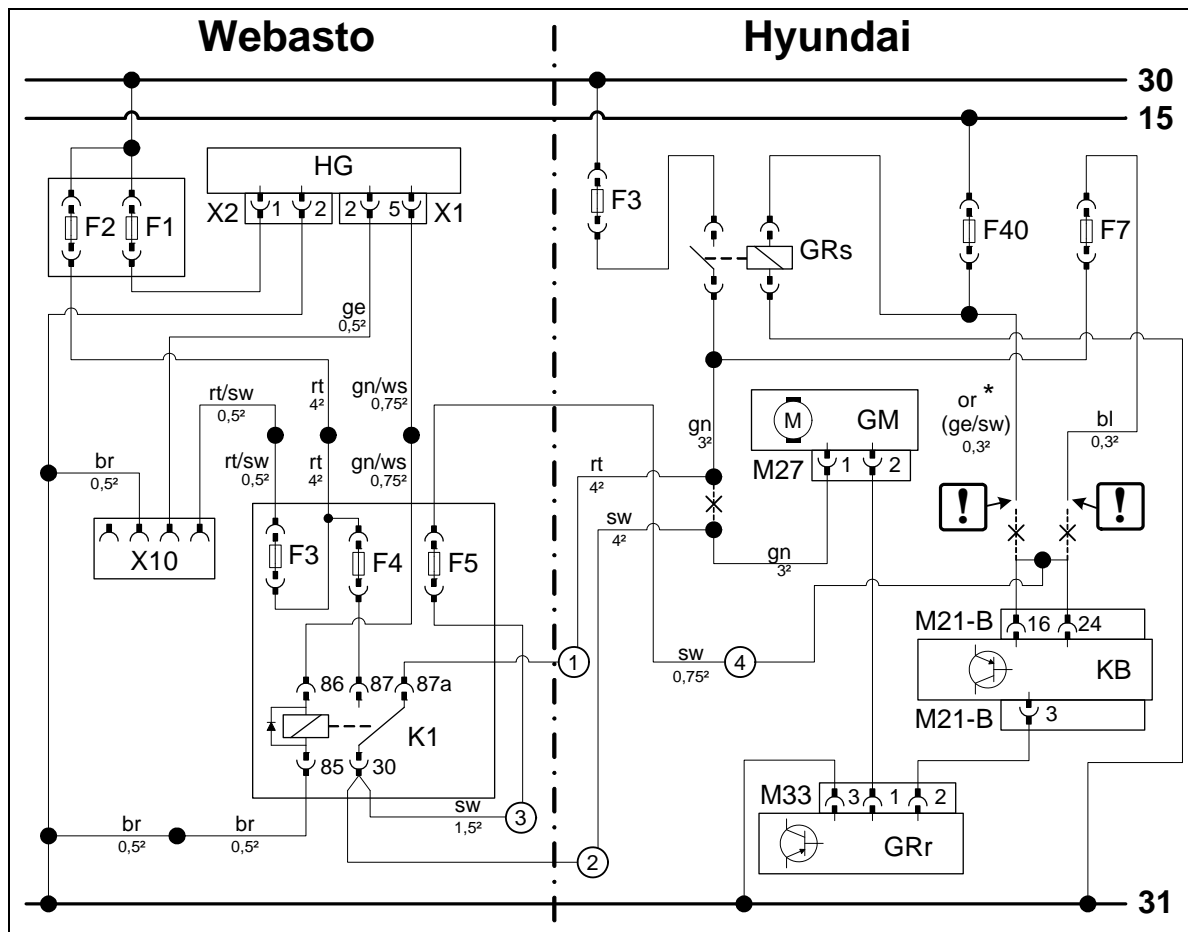 Webasto
Hyundai
30
15
HG
X2
1
2
2
5
X1
F2
F1
F3
GRs
F40
F7
ge
0,5²
rt/sw
0,5²
rt
4²
gn/ws
0,75²
or *
(ge/sw)
0,3²
bl
0,3²
gn
3²
M
GM
M27
1
2
br
0,5²
rt/sw
0,5²
rt
4²
gn/ws
0,75²
rt
4²
sw
4²
gn
3²
!
!
X10
F3
F4
F5
M21-B
16
24
KB
M21-B
3
1
sw
0,75²
4
86
87
87a
K1
85
30
sw
1,5²
3
M33
3
1
2
GRr
br
0,5²
br
0,5²
2
31